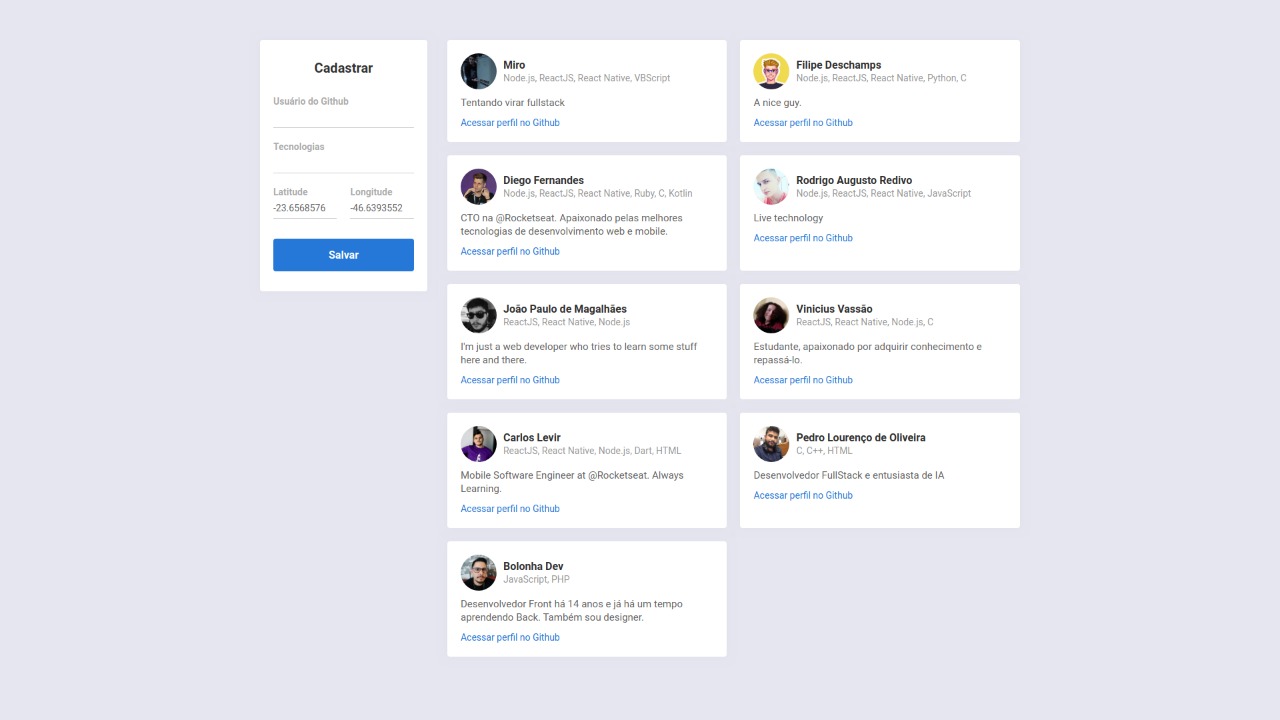 Cadastrar
Usuário do Github
Tecnologias
Latitude
Longitude
-23.6568576
-46.6393552
Salvar
Miro
Node.js, ReactJS, React Native, VBScript
Tentando virar fullstack
Acessar perfil no Github
Filipe Deschamps
Node.js, ReactJS, React Native, Python, C
A nice guy.
Acessar perfil no Github
Diego Fernandes
Node.js, ReactJS, React Native, Ruby, C, Kotlin
CTO na @Rocketseat. Apaixonado pelas melhores
tecnologias de desenvolvimento web e mobile.
Acessar perfil no Github
Rodrigo Augusto Redivo
Node.js, ReactJS, React Native, JavaScript
Live technology
Acessar perfil no Github
João Paulo de Magalhães
ReactJS, React Native, Node.js
I'm just a web developer who tries to learn some stuff
here and there.
Acessar perfil no Github
Vinicius Vassão
ReactJS, React Native, Node.js, C
Estudante, apaixonado por adquirir conhecimento e
repassá-lo.
Acessar perfil no Github
Carlos Levir
ReactJS, React Native, Node.js, Dart, HTML
Mobile Software Engineer at @Rocketseat. Always
Learning.
Acessar perfil no Github
Pedro Lourenço de Oliveira
C, C++, HTML
Desenvolvedor FullStack e entusiasta de IA
Acessar perfil no Github
Bolonha Dev
JavaScript, PHP
Desenvolvedor Front há 14 anos e já há um tempo
aprendendo Back. Também sou designer.
Acessar perfil no Github